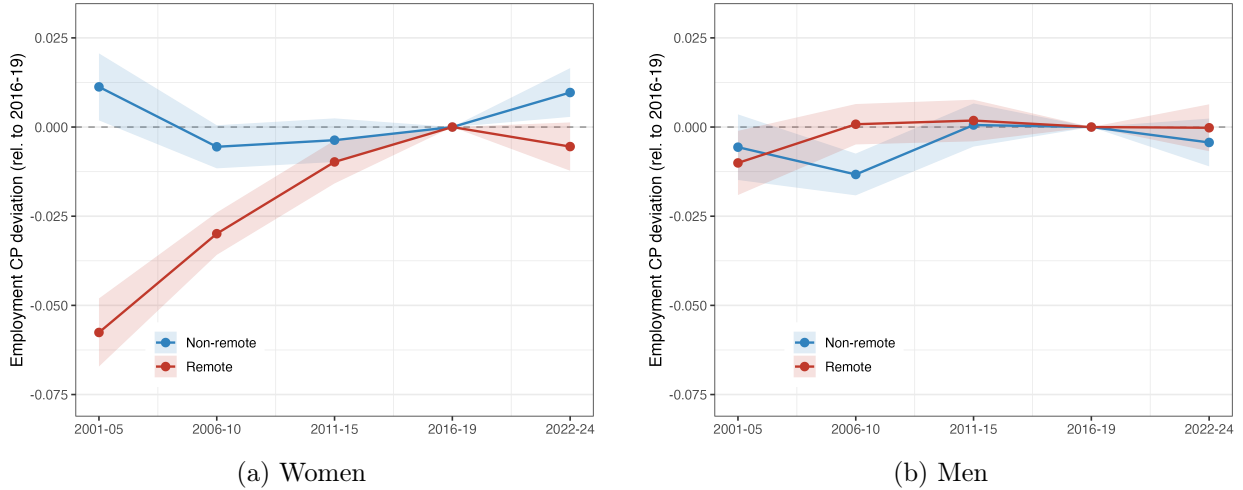 Employment CP deviation (rel. to 2016-19)
0.025
0.000
-0.025
-0.050
-0.075
Non-remote
Remote
2001-05 2006-10 2011-15 2016-19 2022-24
(a) Women
Employment CP deviation (rel. to 2016-19)
0.025
0.000
-0.025
-0.050
-0.075
Non-remote
Remote
2001-05 2006-10 2011-15 2016-19 2022-24
(b) Men